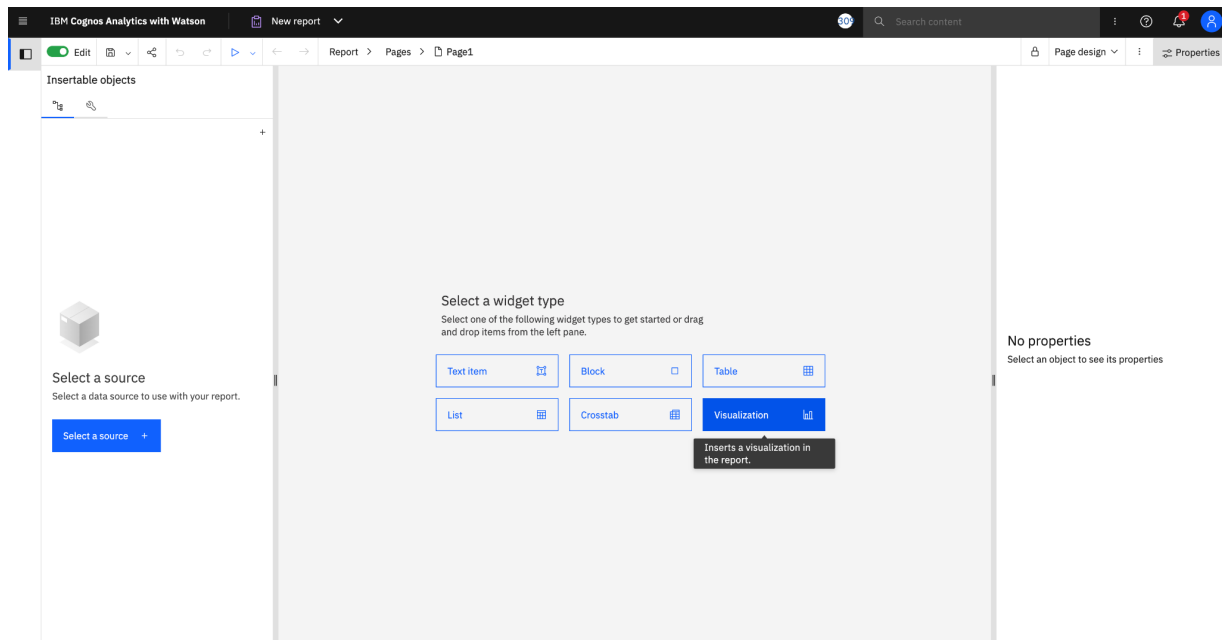 IBM Cognos Analytics with Watson
New report
309
Search content
1
Edit
Report > Pages > Page1
Page design
Properties
Insertable objects
Select a source
Select a data source to use with your report.
Select a source +
Select a widget type
Select one of the following widget types to get started or drag
and drop items from the left pane.
Text item
Block
Table
List
Crosstab
Visualization
Inserts a visualization in
the report.
No properties
Select an object to see its properties